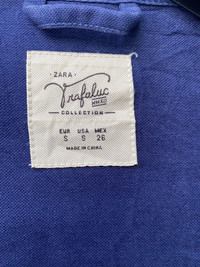 · ZARA ·
Trafaluc
COLLECTION
EUR USA MEX
S S 26
MADE IN CHINA